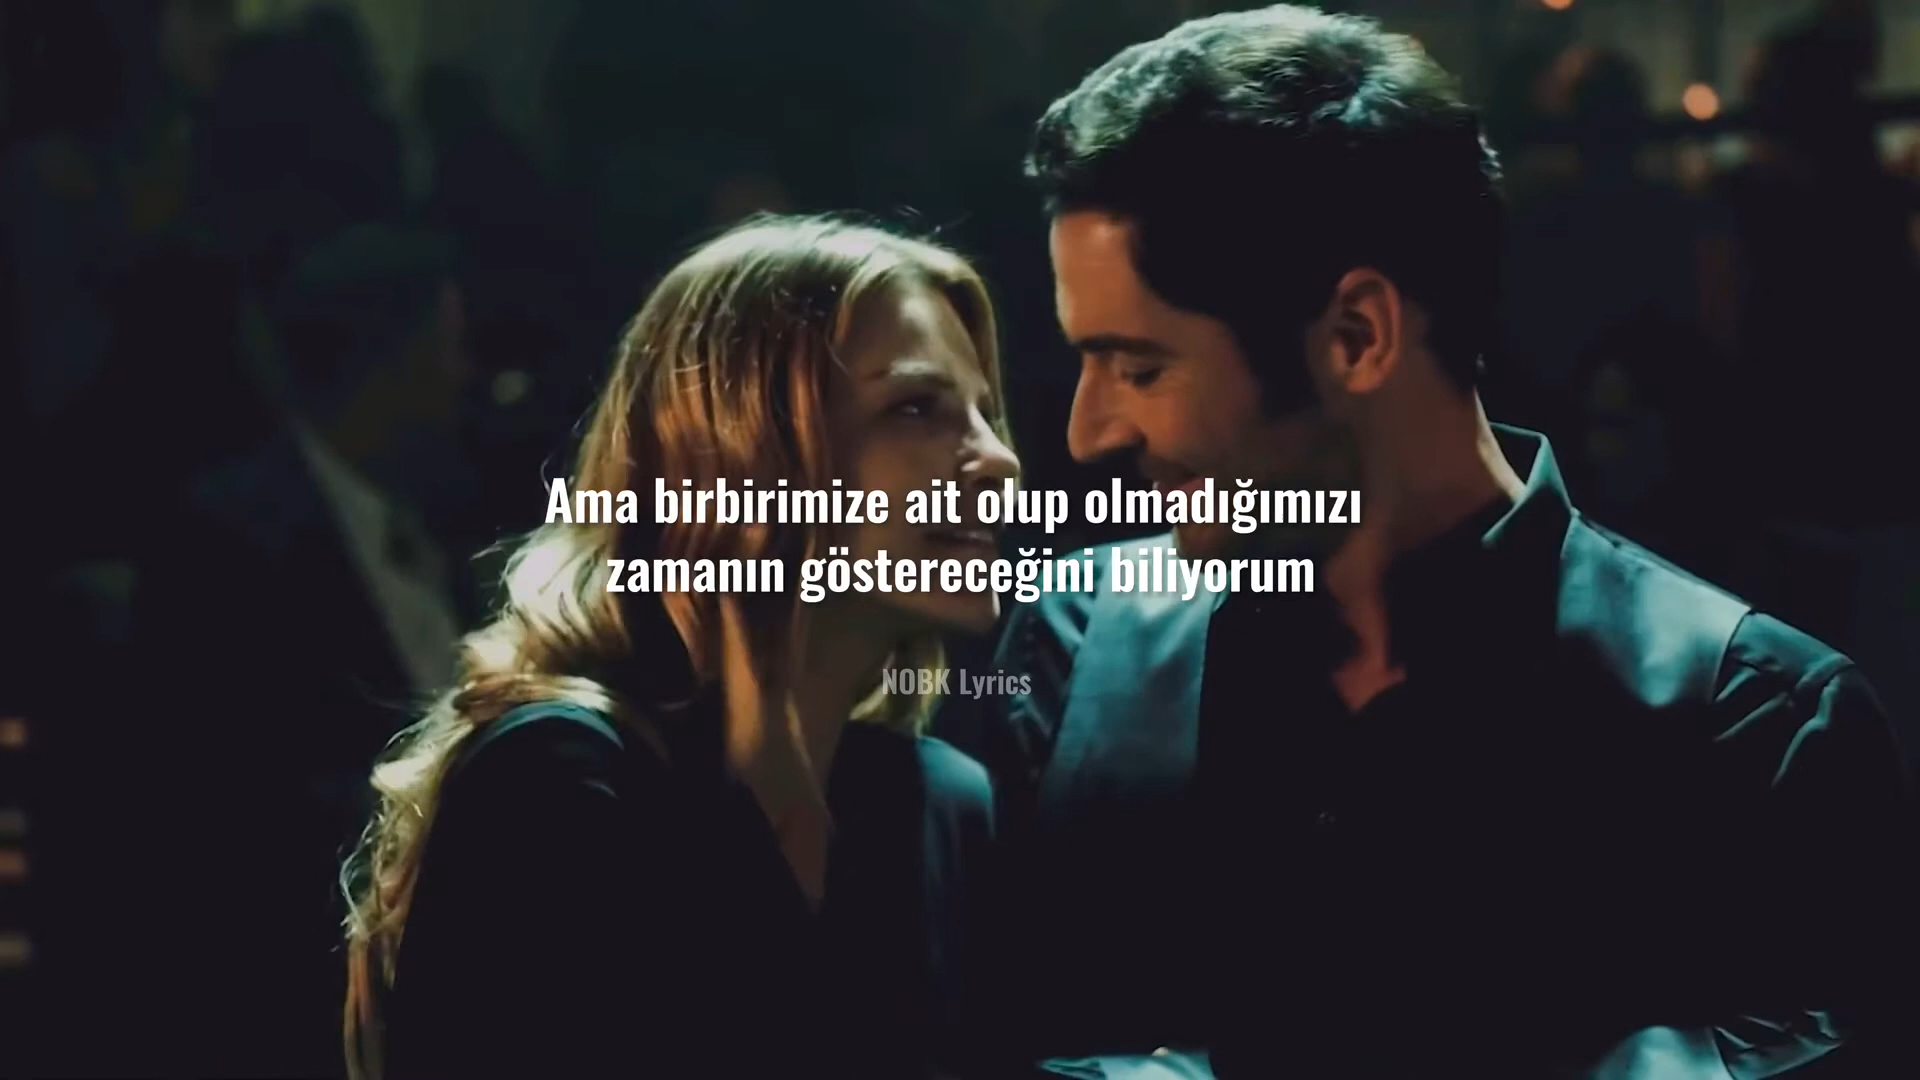 Ama birbirimize ait olup olmadığımızı
zamanın göstereceğini biliyorum
NOBK Lyrics